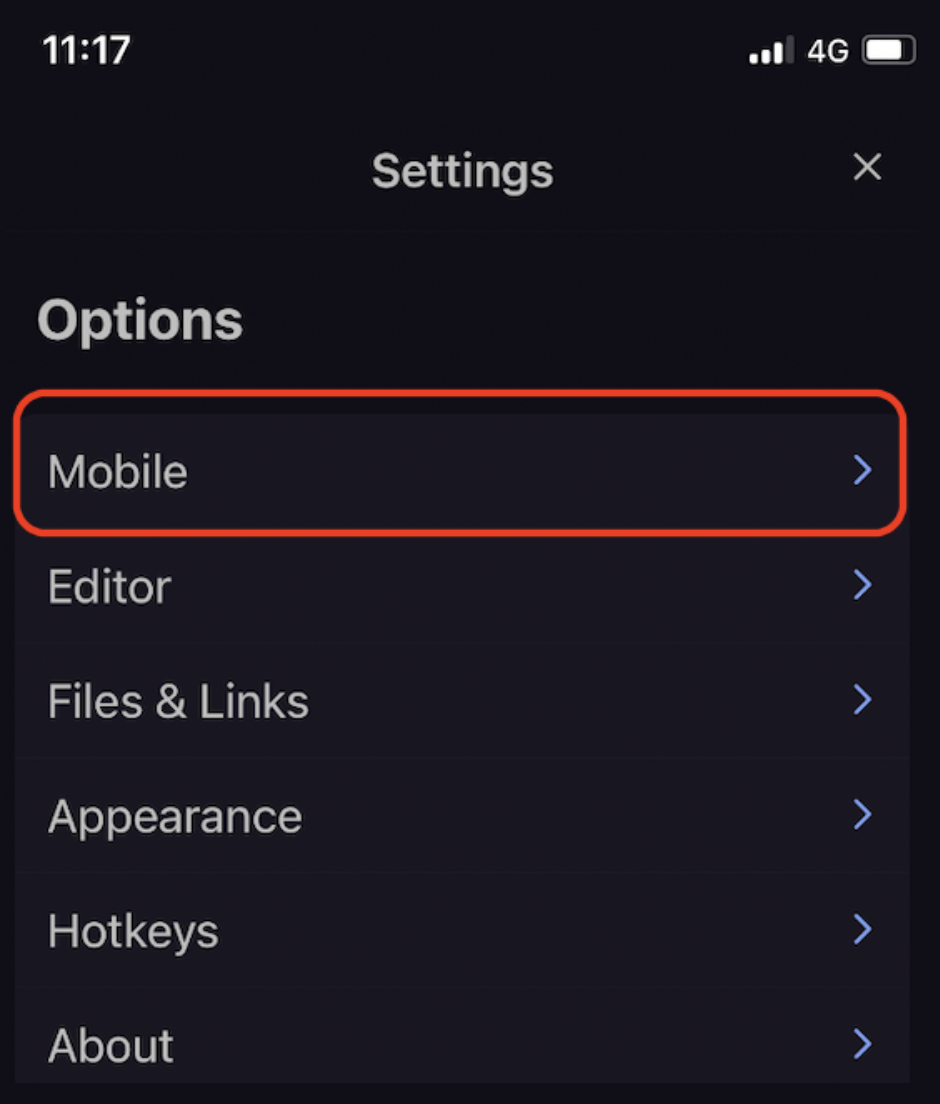 11:17 4G
Settings
Options
Mobile
Editor
Files & Links
Appearance
Hotkeys
About